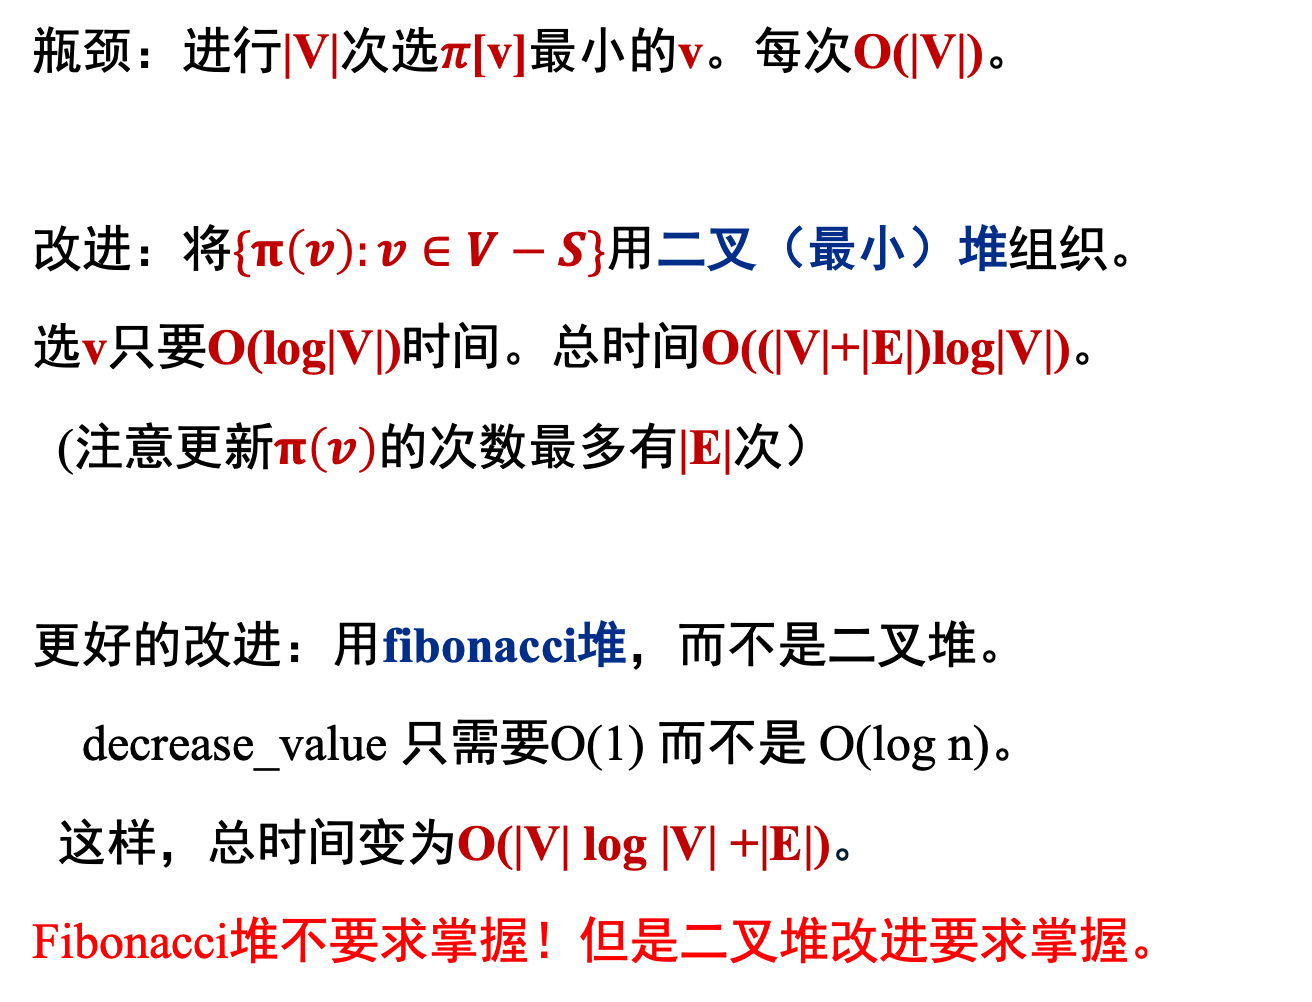 瓶颈：进行|V|次选π[v]最小的v。每次O(|V|)。
改进：将{π(v): v ∈ V − S}用二叉（最小）堆组织。
选v只要O(log|V|)时间。总时间O((|V|+|E|)log|V|)。
(注意更新π(v)的次数最多有|E|次）
更好的改进：用fibonacci堆，而不是二叉堆。
decrease_value 只需要O(1) 而不是 O(log n)。
这样，总时间变为O(|V| log |V| +|E|)。
Fibonacci堆不要求掌握！但是二叉堆改进要求掌握。